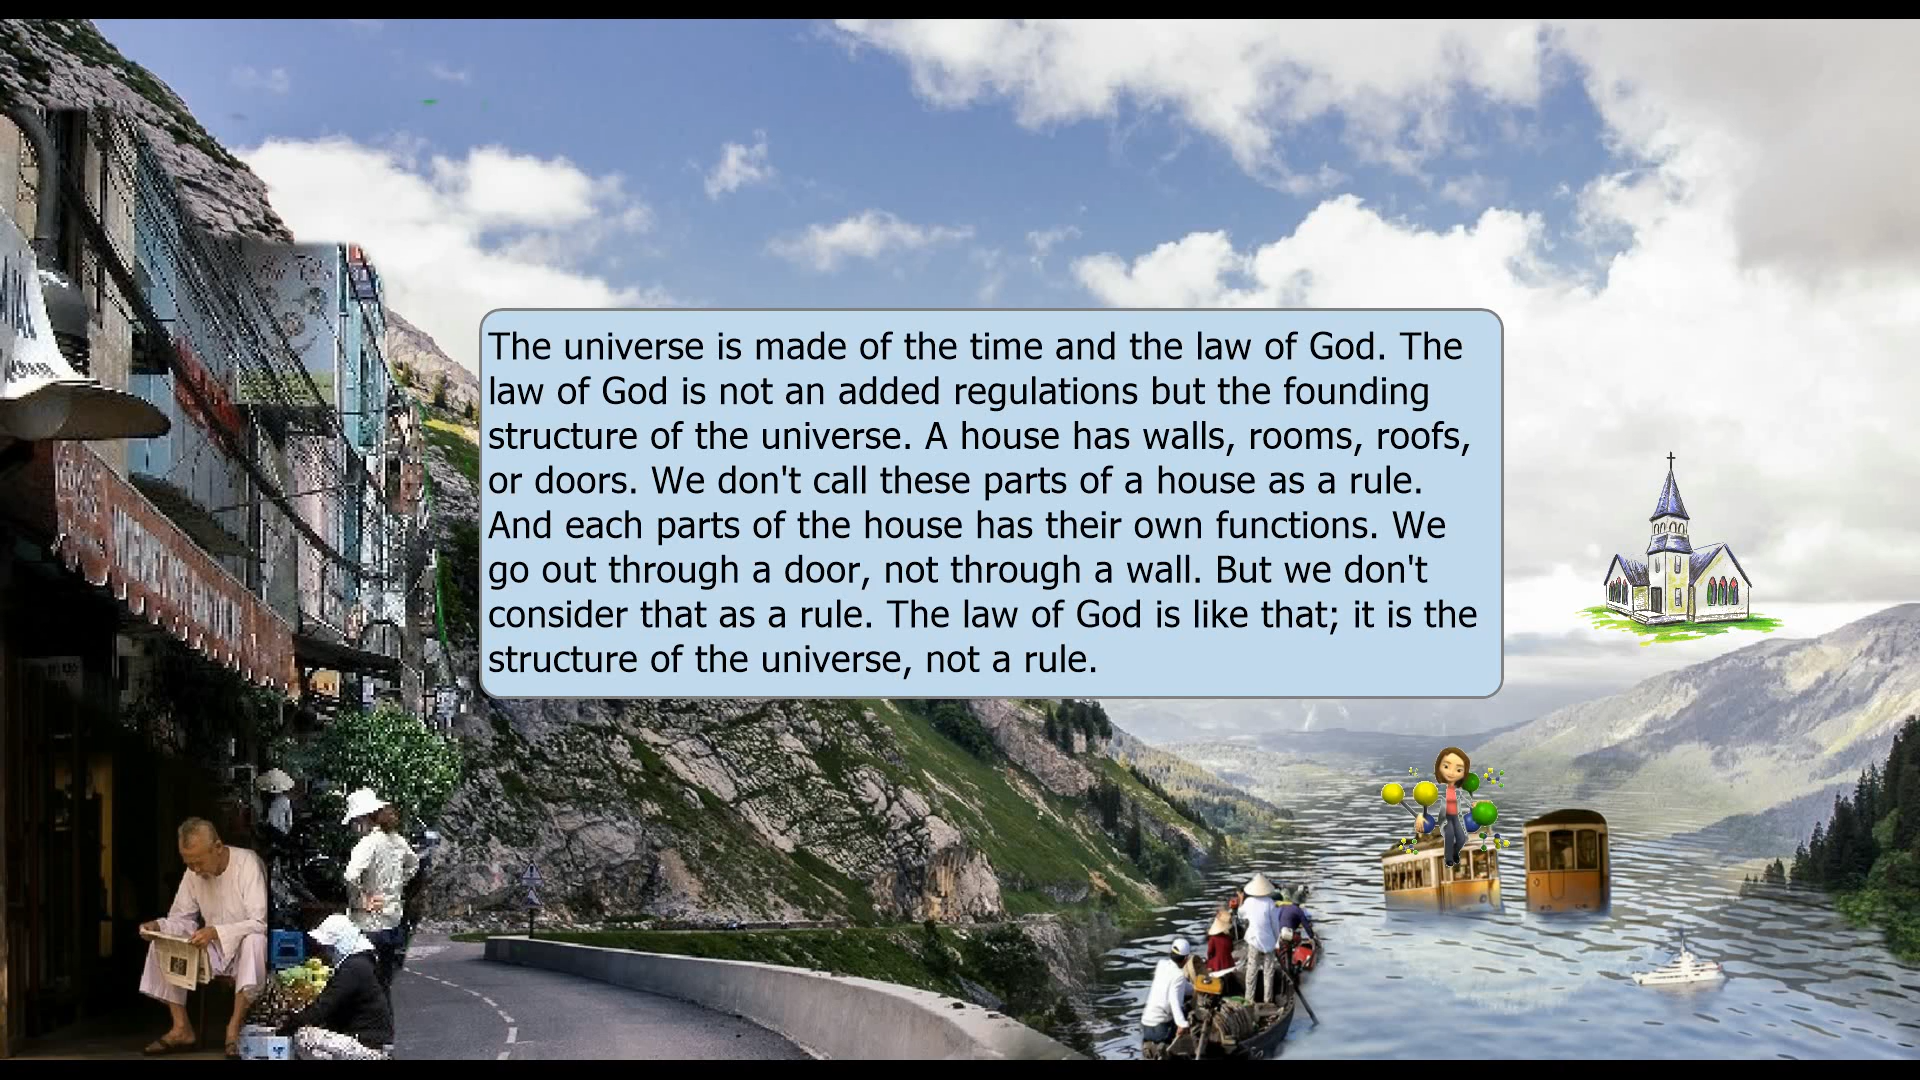 The universe is made of the time and the law of God. The
law of God is not an added regulations but the founding
structure of the universe. A house has walls, rooms, roofs,
or doors. We don't call these parts of a house as a rule.
And each parts of the house has their own functions. We
go out through a door, not through a wall. But we don't
consider that as a rule. The law of God is like that; it is the
structure of the universe, not a rule.